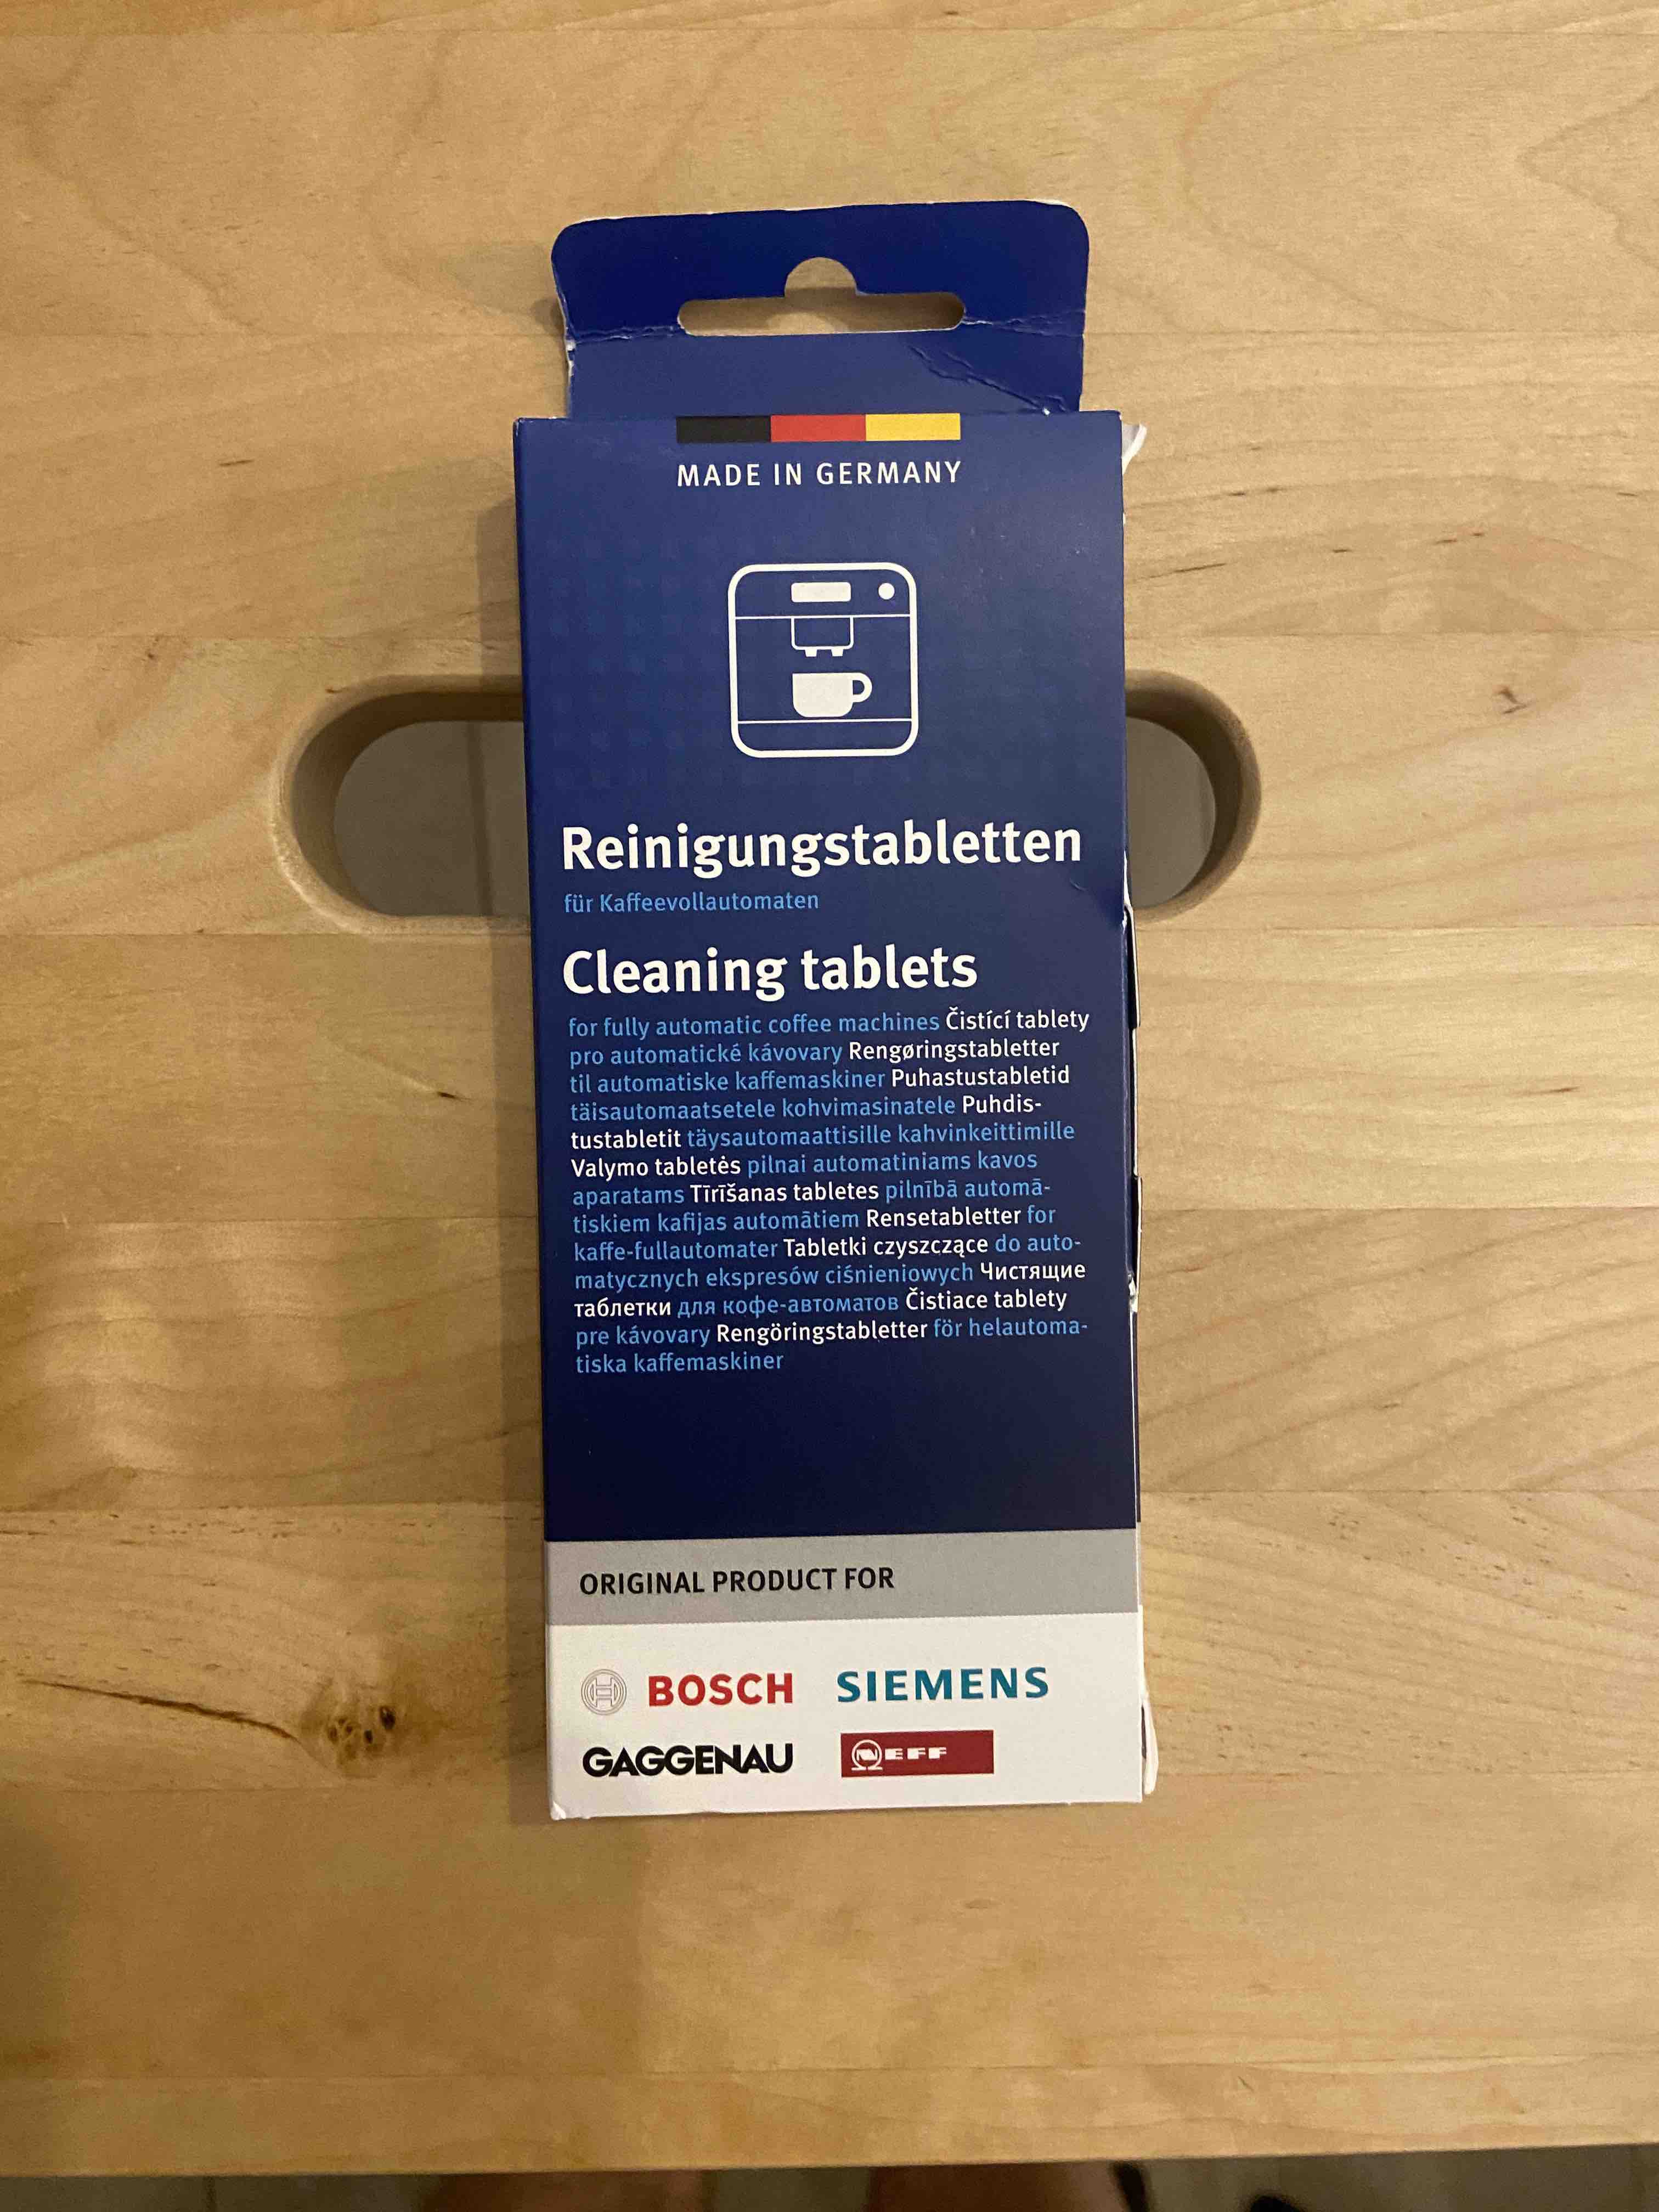 MADE IN GERMANY
Reinigungstabletten
für Kaffeevollautomaten
Cleaning tablets
for fully automatic coffee machines Čistící tablety
pro automatické kávovary Rengøringstabletter
til automatiske kaffemaskiner Puhastustabletid
täisautomaatsetele kohvimasinatele Puhdis-
tustabletit täysautomaattisille kahvinkeittimille
Valymo tabletės pilnai automatiniams kavos
aparatams Tīrīšanas tabletes pilnībā automā-
tiskiem kafijas automātiem Rensetabletter for
kaffe-fullautomater Tabletki czyszczące do auto-
matycznych ekspresów ciśnieniowych Чистящие
таблетки для кофе-автоматов Čistiace tablety
pre kávovary Rengöringstabletter för helautoma-
tiska kaffemaskiner
ORIGINAL PRODUCT FOR
BOSCH SIEMENS
GAGGENAU NEFF